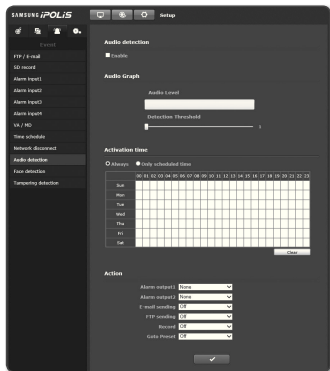 SAMSUNG iPOLiS
Setup
Event
FTP / E-mail
SD record
Alarm input1
Alarm input2
Alarm input3
Alarm input4
VA / MD
Time schedule
Network disconnect
Audio detection
Face detection
Tampering detection
Audio detection
Enable
Audio Graph
Audio Level
Detection Threshold
Activation time
Always Only scheduled time
00 01 02 03 04 05 06 07 08 09 10 11 12 13 14 15 16 17 18 19 20 21 22 23
Sun
Mon
Tue
Wed
Thu
Fri
Sat
Clear
Action
Alarm output1 None
Alarm output2 None
E-mail sending Off
FTP sending Off
Record Off
Goto Preset Off